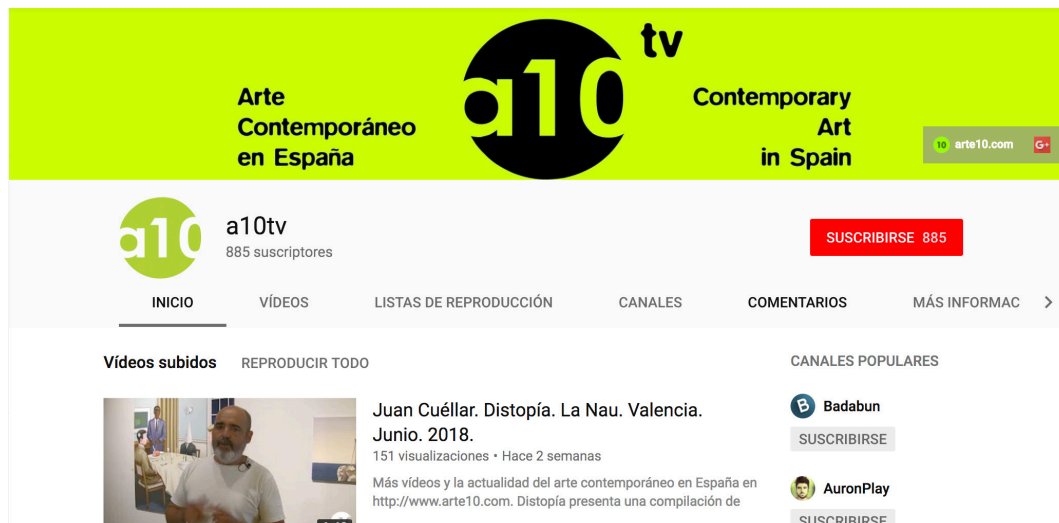 tv
a10
Arte
Contemporáneo
en España
Contemporary
Art
in Spain
10 arte10.com G+
a10
a10tv
885 suscriptores
SUSCRIBIRSE 885
INICIO VÍDEOS LISTAS DE REPRODUCCIÓN CANALES COMENTARIOS MÁS INFORMAC
Vídeos subidos REPRODUCIR TODO
Juan Cuéllar. Distopía. La Nau. Valencia.
Junio. 2018.
151 visualizaciones • Hace 2 semanas
Más vídeos y la actualidad del arte contemporáneo en España en
http://www.arte10.com. Distopía presenta una compilación de
CANALES POPULARES
B Badabun
SUSCRIBIRSE
AuronPlay
SUSCRIBIRSE